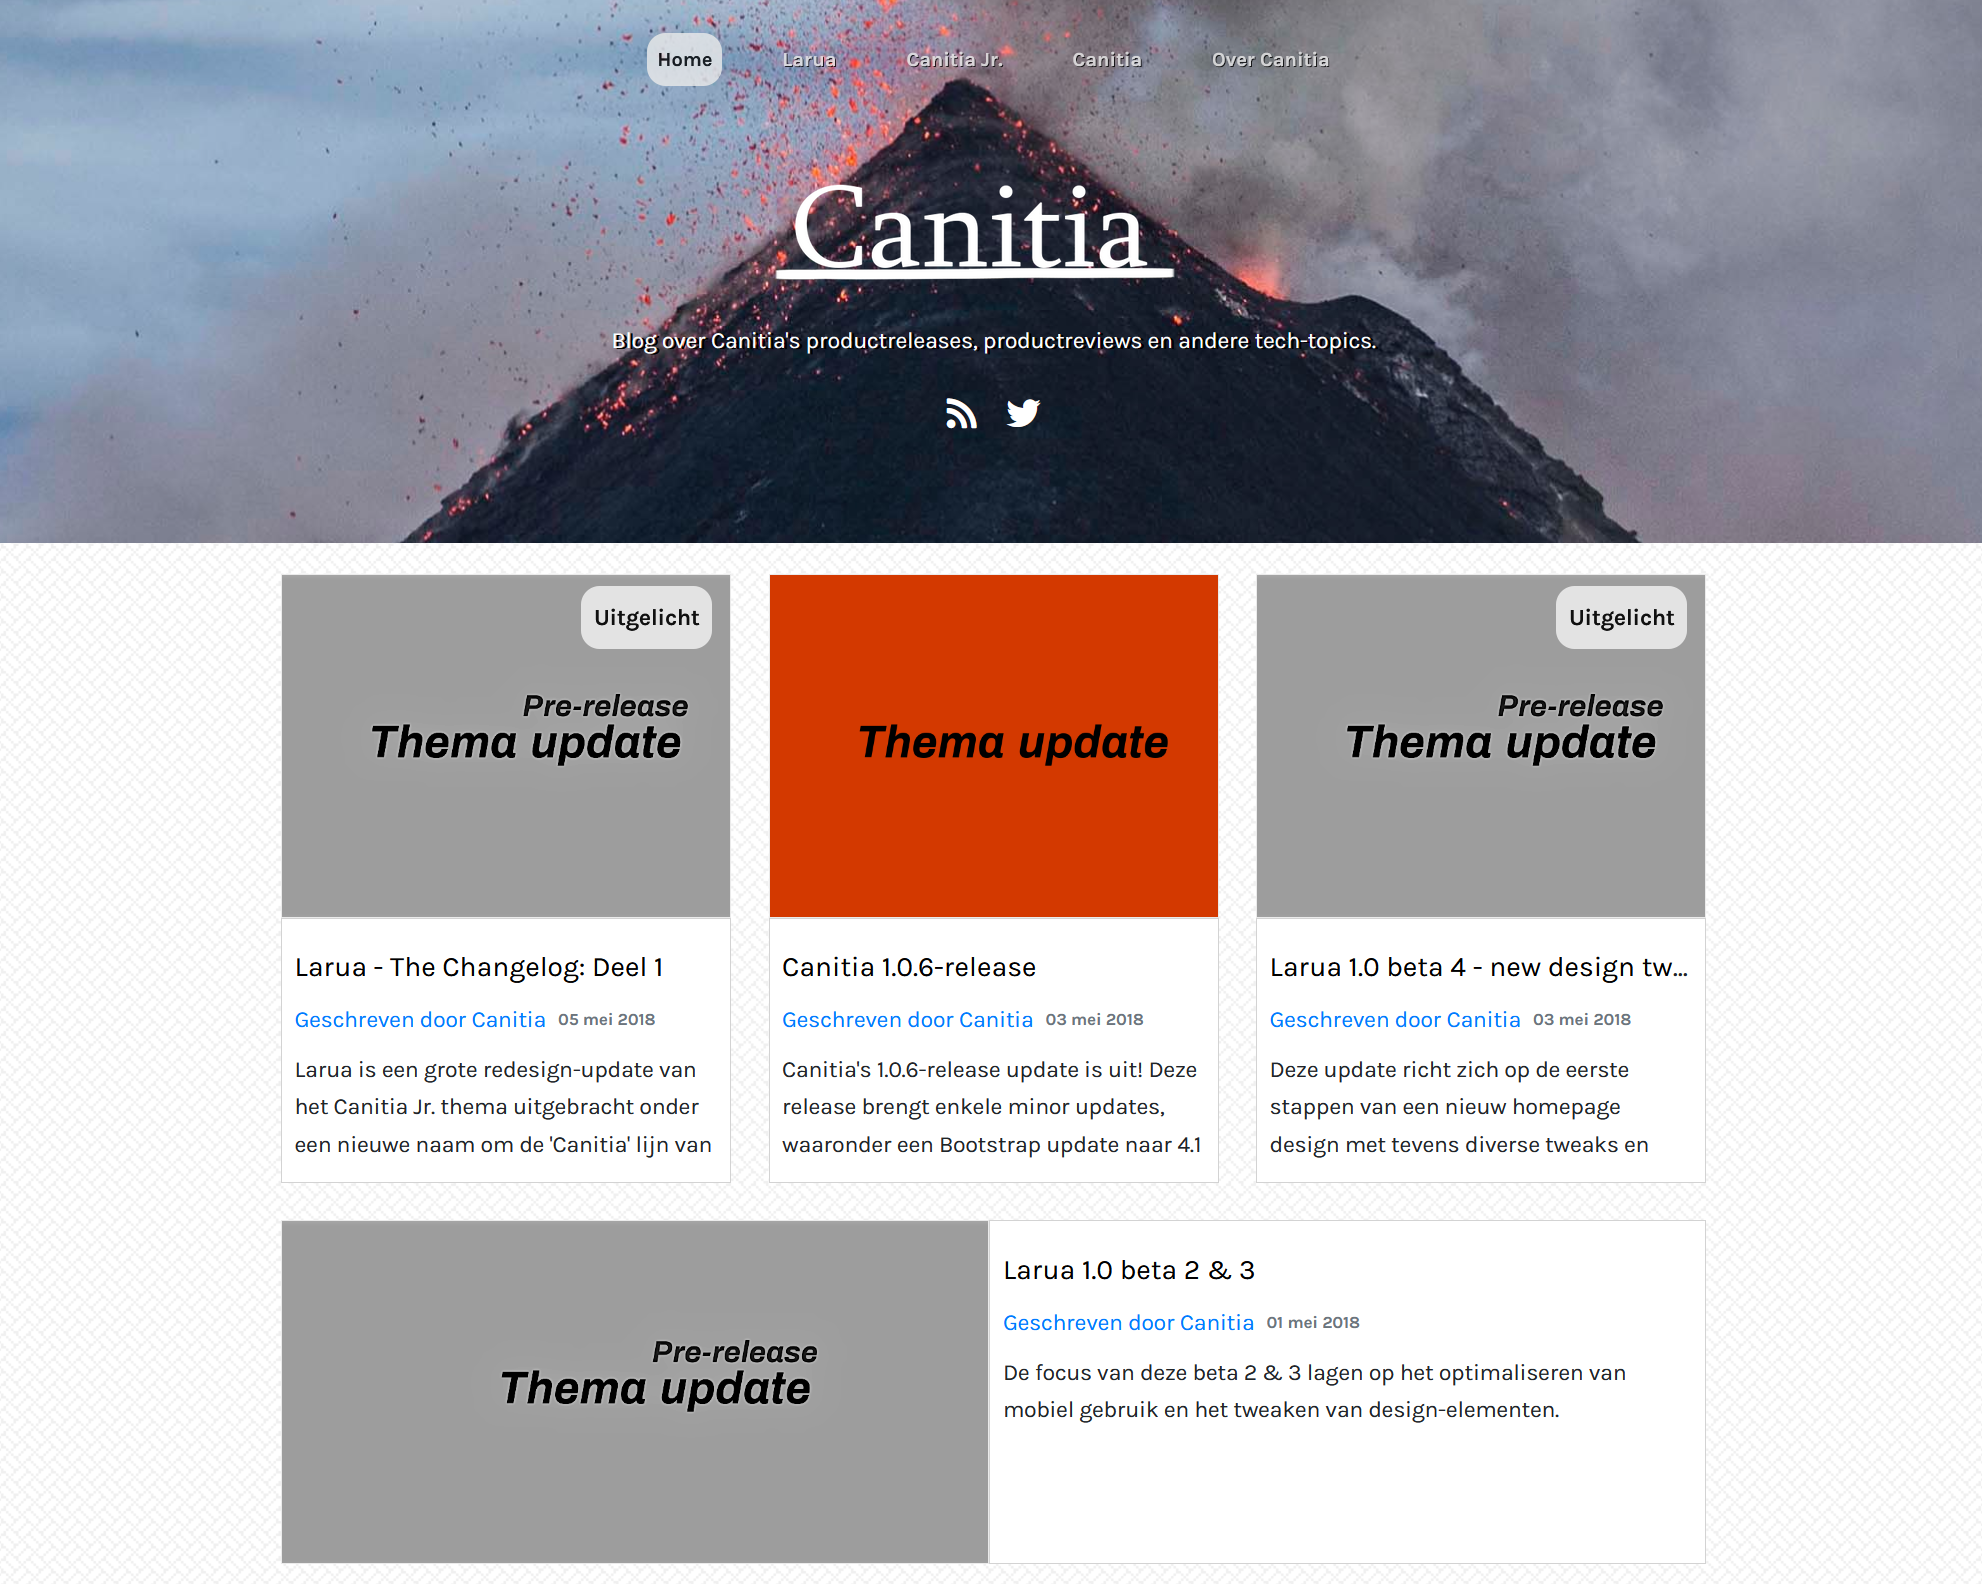 Home Larua Canitia Jr. Canitia Over Canitia
Canitia
Blog over Canitia's productreleases, productreviews en andere tech-topics.
Uitgelicht
Pre-release
Thema update
Larua - The Changelog: Deel 1
Geschreven door Canitia 05 mei 2018
Larua is een grote redesign-update van
het Canitia Jr. thema uitgebracht onder
een nieuwe naam om de 'Canitia' lijn van
Thema update
Canitia 1.0.6-release
Geschreven door Canitia 03 mei 2018
Canitia's 1.0.6-release update is uit! Deze
release brengt enkele minor updates,
waaronder een Bootstrap update naar 4.1
Uitgelicht
Pre-release
Thema update
Larua 1.0 beta 4 - new design tw...
Geschreven door Canitia 03 mei 2018
Deze update richt zich op de eerste
stappen van een nieuw homepage
design met tevens diverse tweaks en
Pre-release
Thema update
Larua 1.0 beta 2 & 3
Geschreven door Canitia 01 mei 2018
De focus van deze beta 2 & 3 lagen op het optimaliseren van
mobiel gebruik en het tweaken van design-elementen.